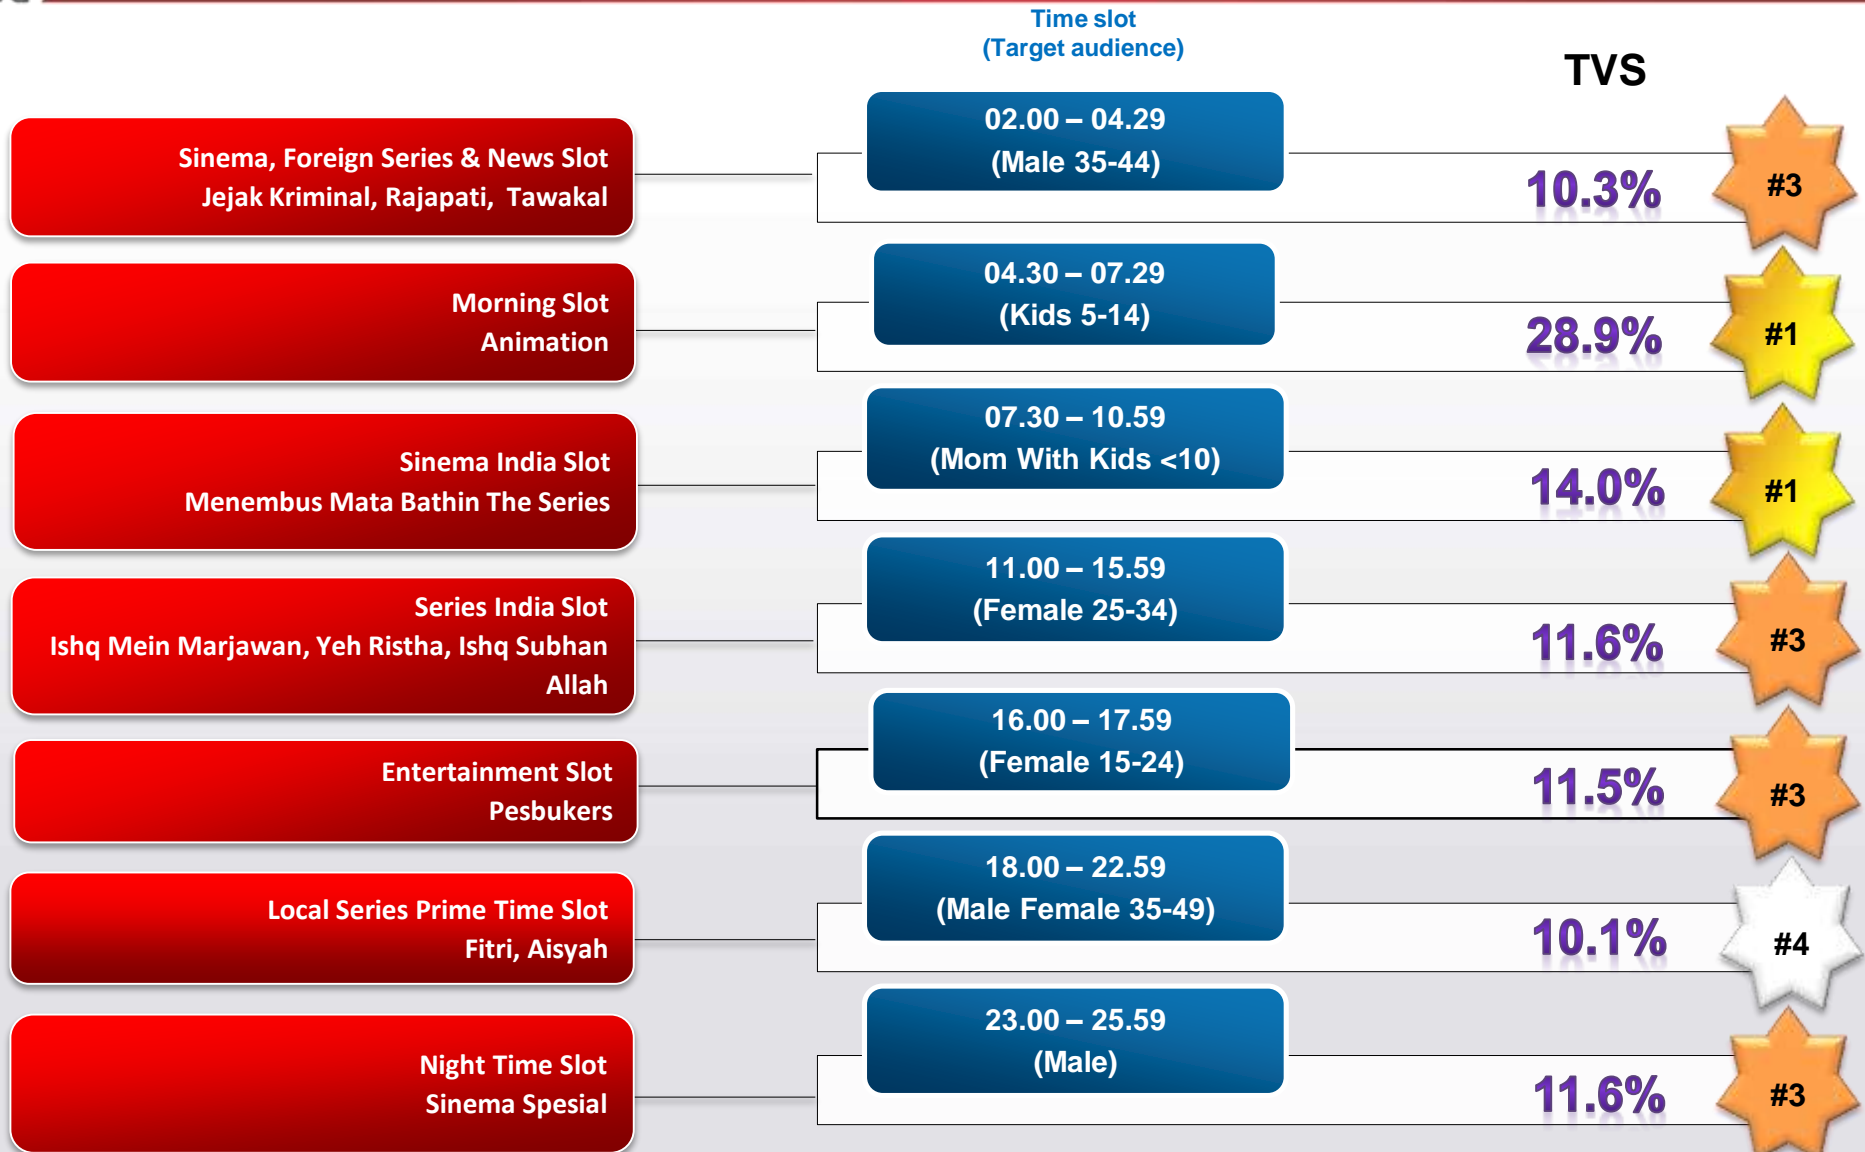 Time slot
(Target audience)
TVS
Sinema, Foreign Series & News Slot
Jejak Kriminal, Rajapati, Tawakal
02.00 – 04.29
(Male 35-44)
10.3%
#3
Morning Slot
Animation
04.30 – 07.29
(Kids 5-14)
28.9%
#1
Sinema India Slot
Menembus Mata Bathin The Series
07.30 – 10.59
(Mom With Kids <10)
14.0%
#1
Series India Slot
Ishq Mein Marjawan, Yeh Ristha, Ishq Subhan
Allah
11.00 – 15.59
(Female 25-34)
11.6%
#3
Entertainment Slot
Pesbukers
16.00 – 17.59
(Female 15-24)
11.5%
#3
Local Series Prime Time Slot
Fitri, Aisyah
18.00 – 22.59
(Male Female 35-49)
10.1%
#4
Night Time Slot
Sinema Spesial
23.00 – 25.59
(Male)
11.6%
#3